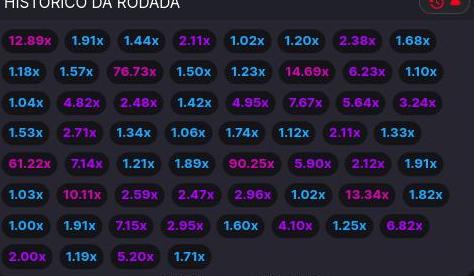 HISTÓRICO DA RODADA
12.89x 1.91x 1.44x 2.11x 1.02x 1.20x 2.38x 1.68x
1.18x 1.57x 76.73x 1.50x 1.23x 14.69x 6.23x 1.10x
1.04x 4.82x 2.48x 1.42x 4.95x 7.67x 5.64x 3.24x
1.53x 2.71x 1.34x 1.06x 1.74x 1.12x 2.11x 1.33x
61.22x 7.14x 1.21x 1.89x 90.25x 5.90x 2.12x 1.91x
1.03x 10.11x 2.59x 2.47x 2.96x 1.02x 13.34x 1.82x
1.00x 1.91x 7.15x 2.95x 1.60x 4.10x 1.25x 6.82x
2.00x 1.19x 5.20x 1.71x